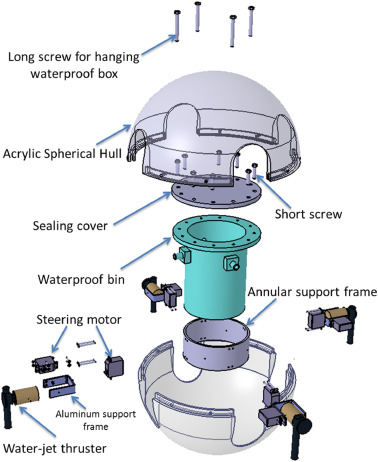 Long screw for hanging
waterproof box
Acrylic Spherical Hull
Sealing cover
Short screw
Waterproof bin
Annular support frame
Steering motor
Aluminum support
frame
Water-jet thruster